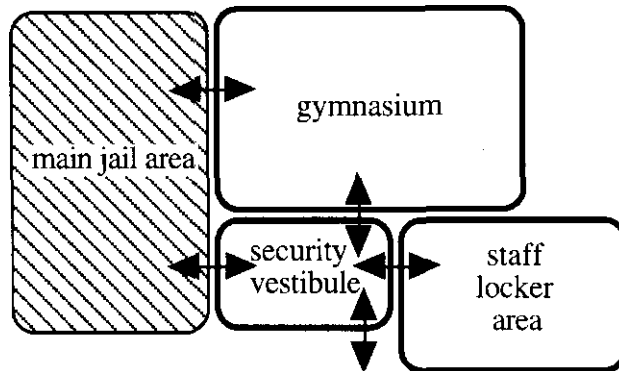 gymnasium
main jail area
security
vestibule
staff
locker
area